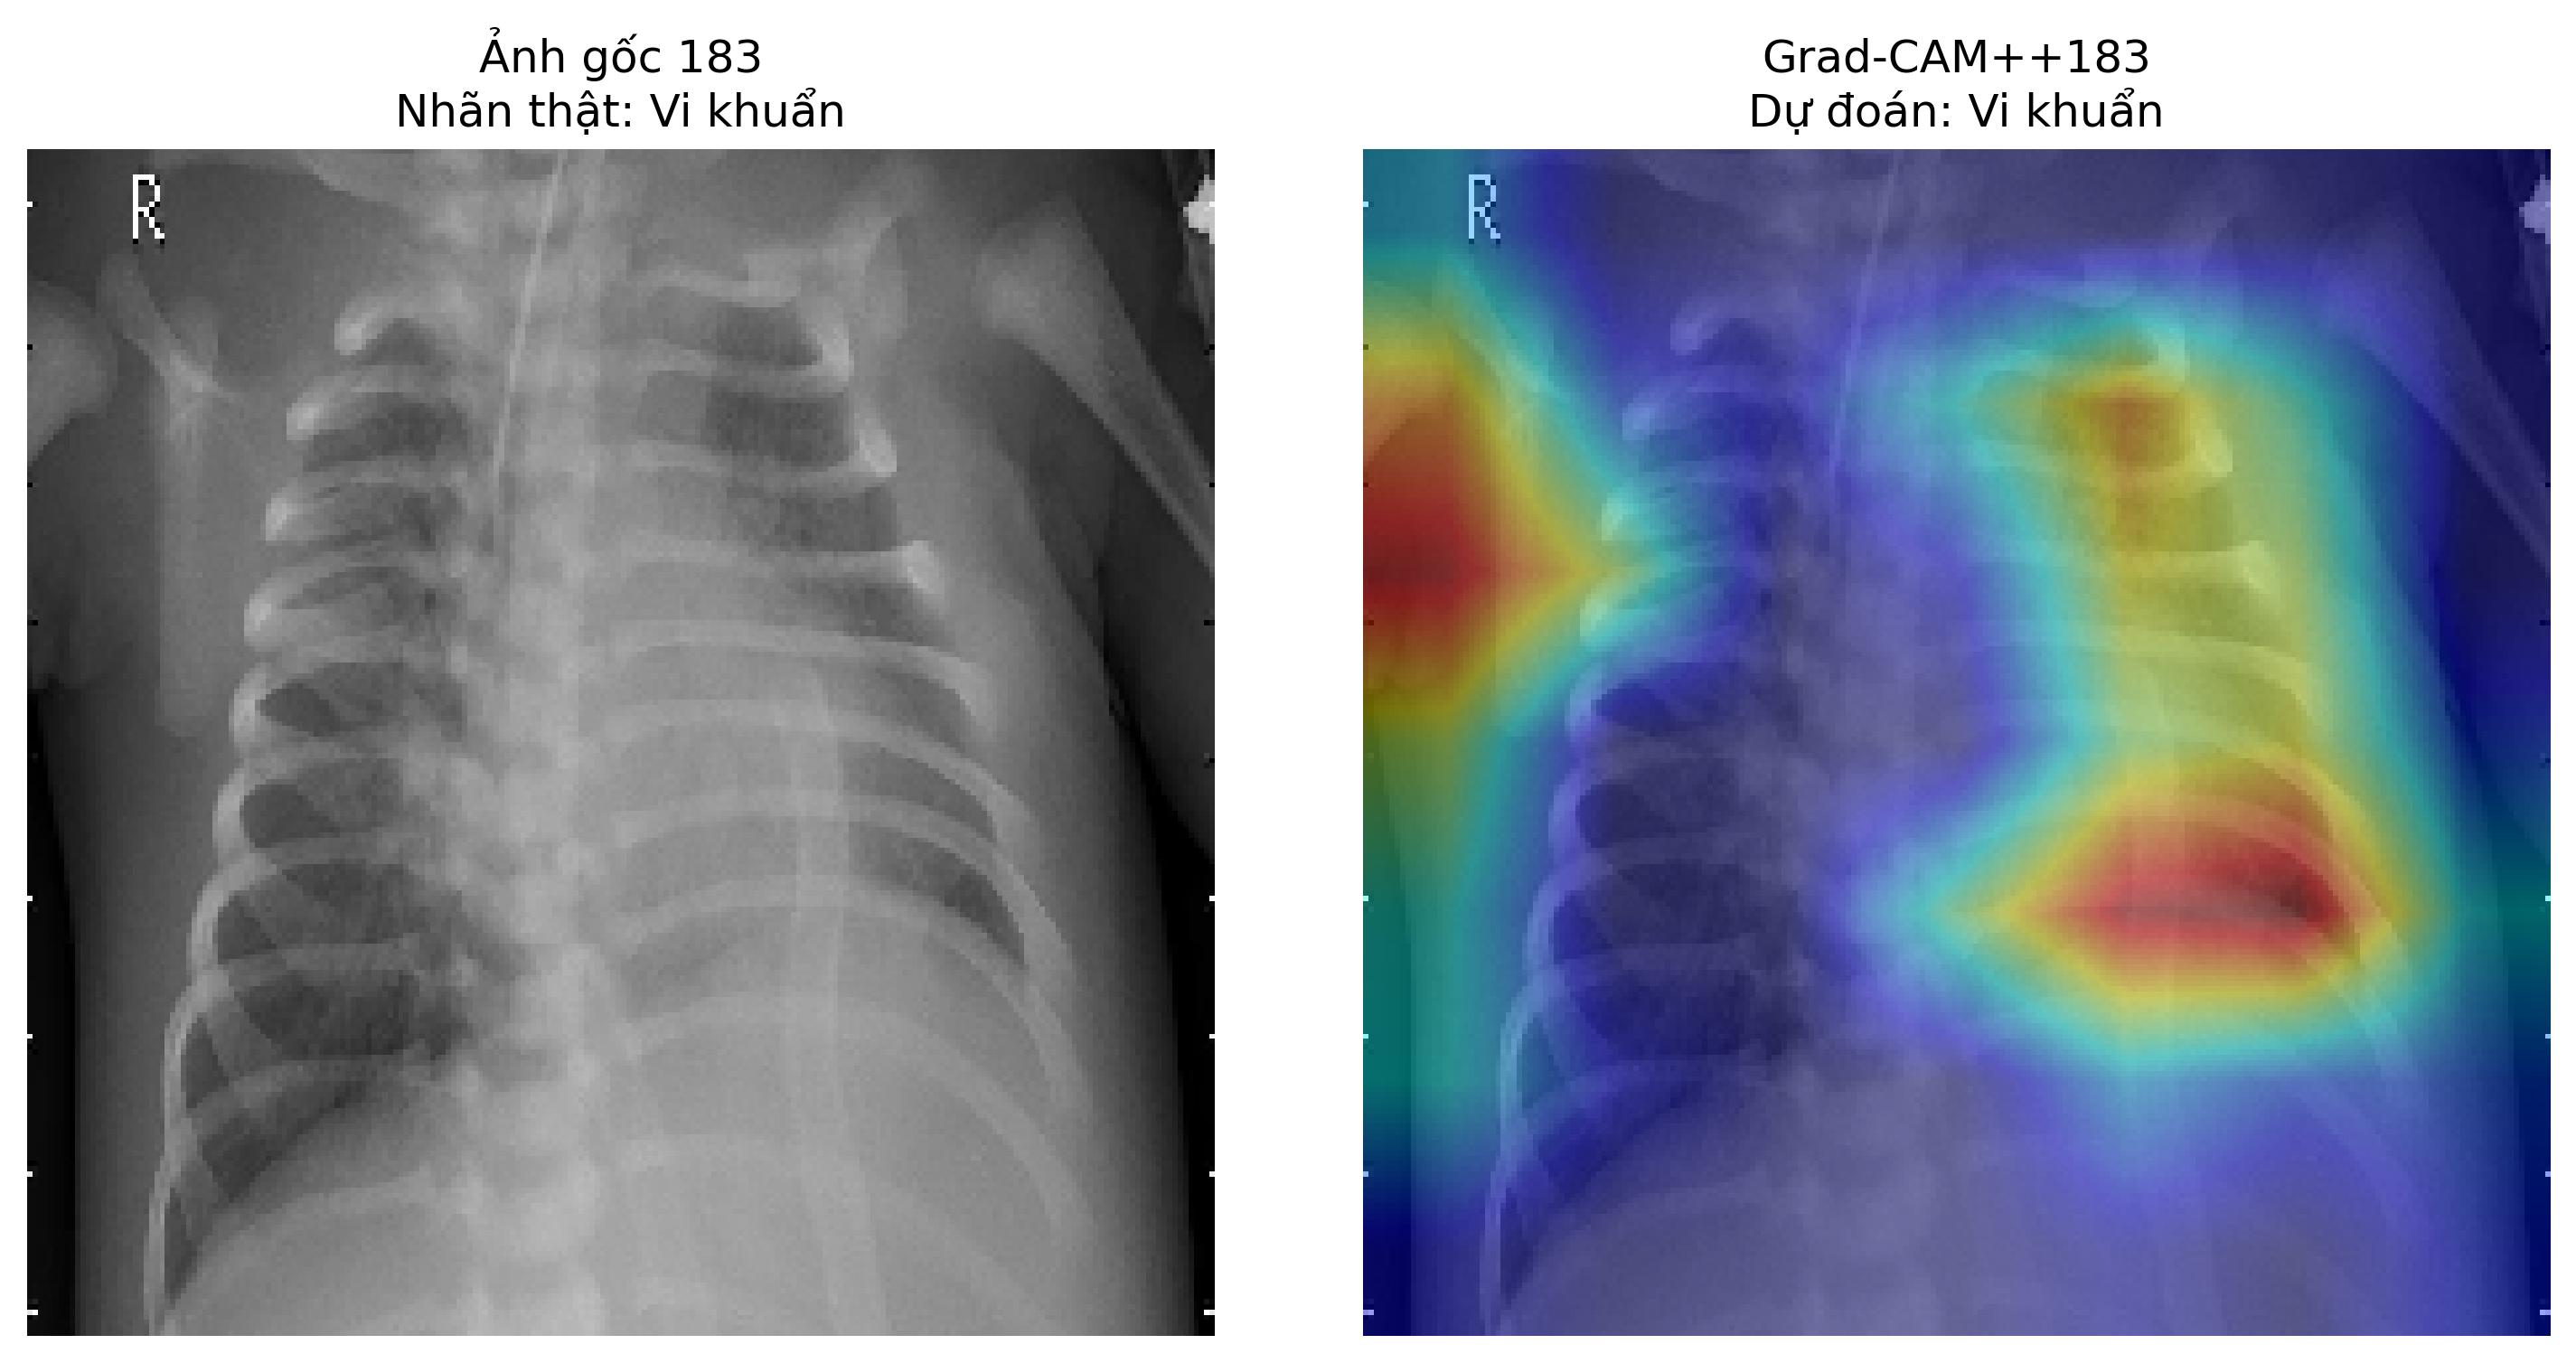 Ảnh gốc 183
Nhãn thật: Vi khuẩn
Grad-CAM++183
Dự đoán: Vi khuẩn
R
R